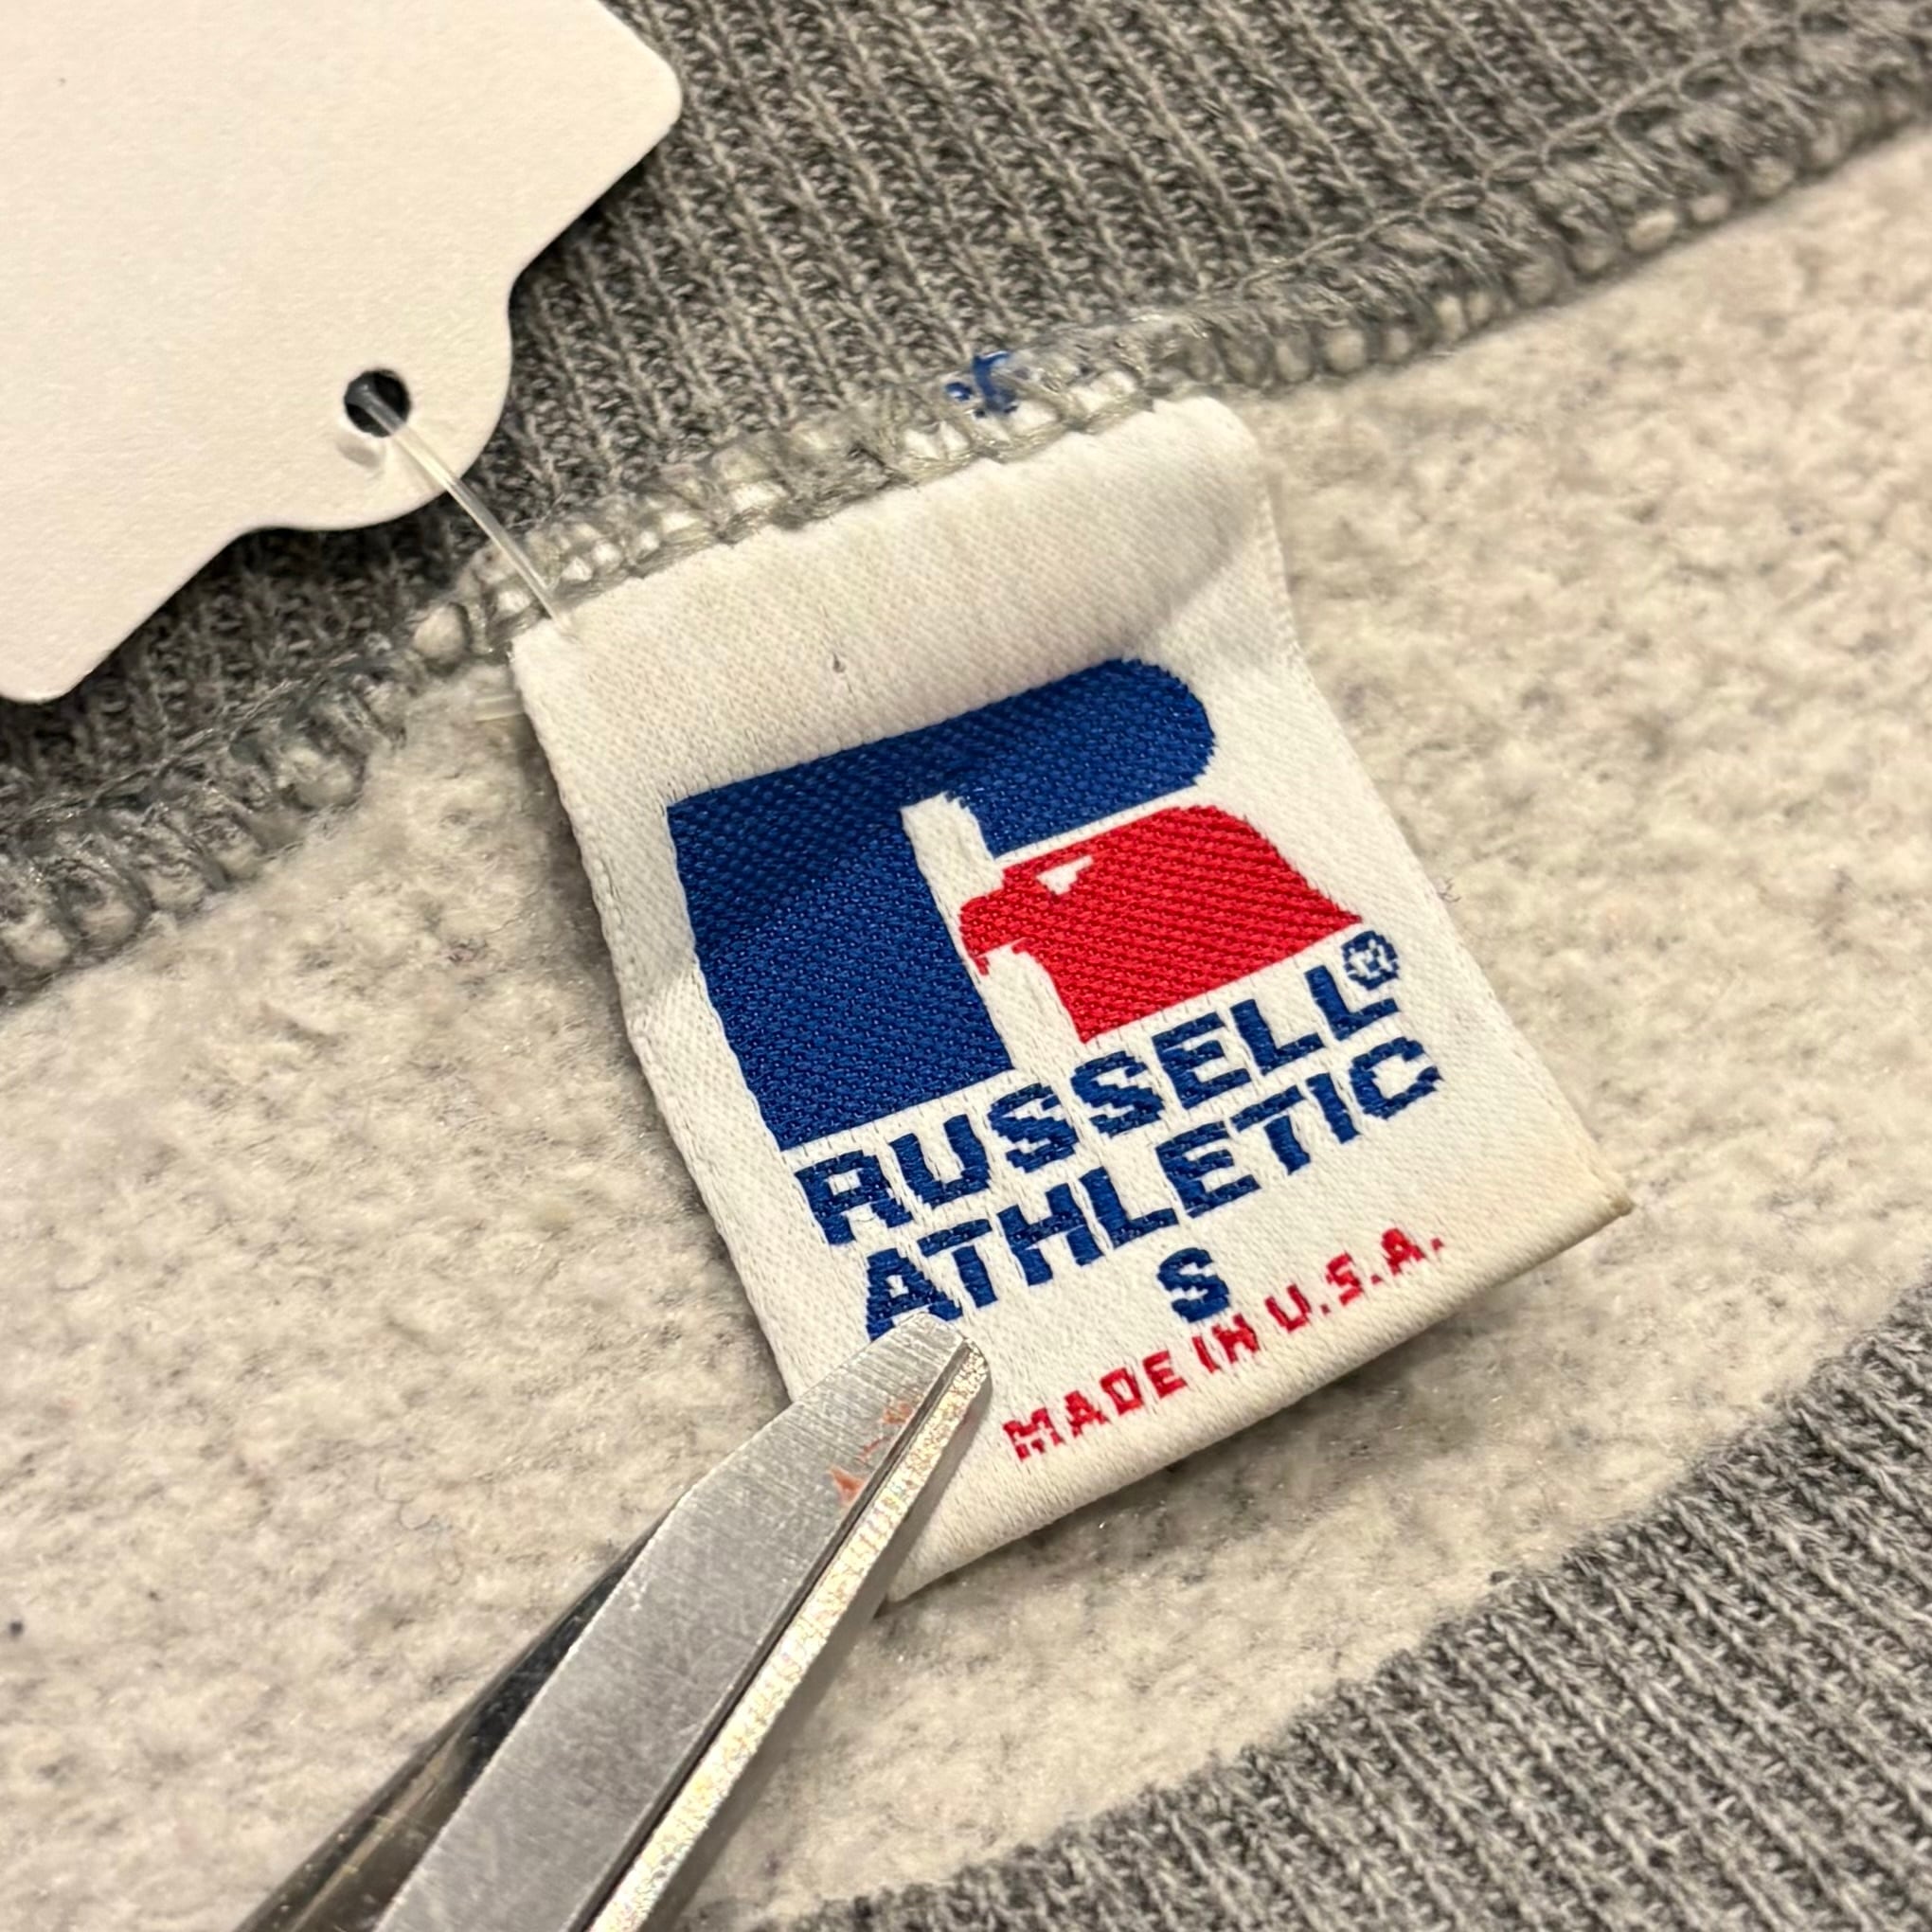 RUSSELL®
ATHLETIC
S
MADE IN U.S.A.